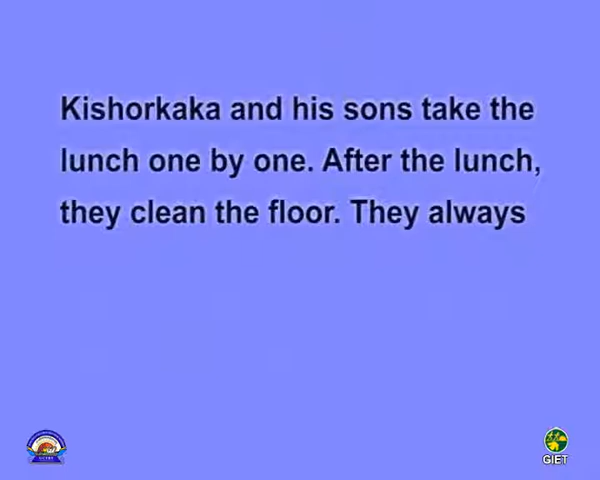 Kishorkaka and his sons take the
lunch one by one. After the lunch,
they clean the floor. They always
GIET